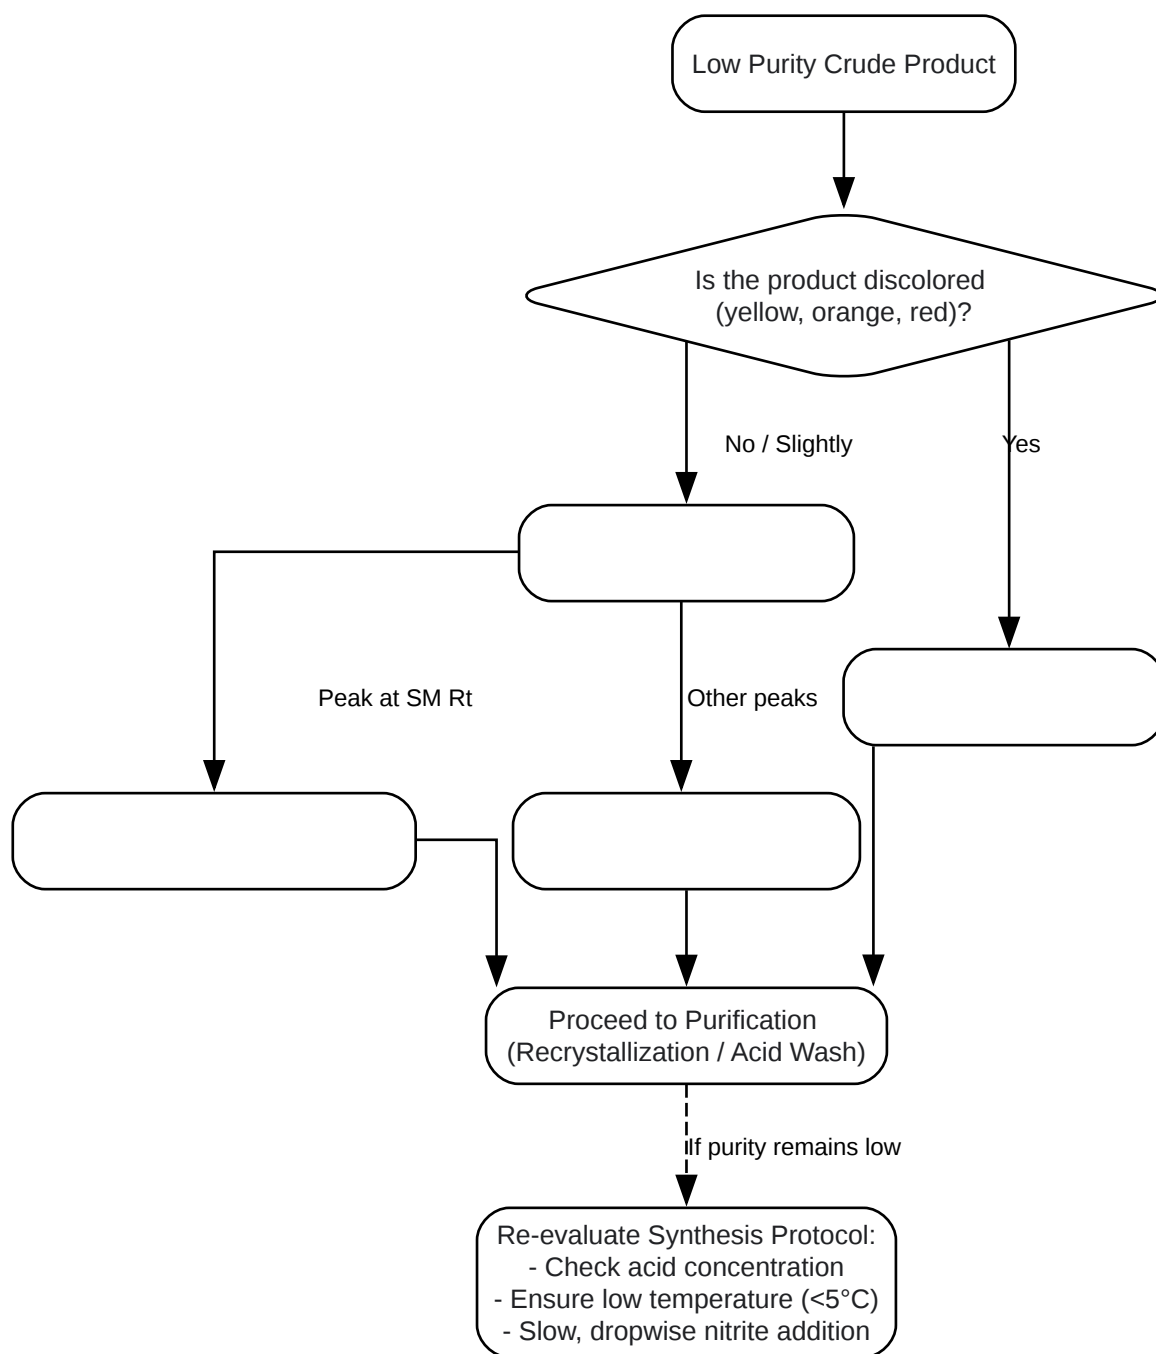 Low Purity Crude Product
Is the product discolored
(yellow, orange, red)?
No / Slightly
Yes
Peak at SM Rt
Other peaks
Proceed to Purification
(Recrystallization / Acid Wash)
If purity remains low
Re-evaluate Synthesis Protocol:
- Check acid concentration
- Ensure low temperature (<5°C)
- Slow, dropwise nitrite addition